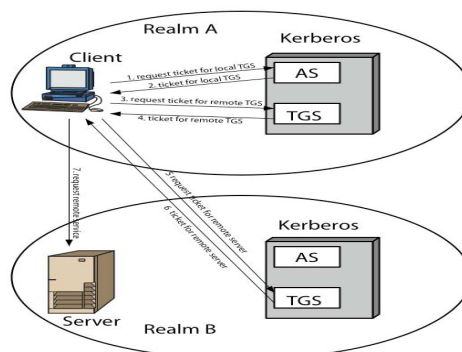 Realm A
Client
Kerberos
1. request ticket for local TGS
2. ticket for local TGS
3. request ticket for remote TGS
4. ticket for remote TGS
AS
TGS
5 request ticket for remote server
6. ticket for remote server
7. request remote service
Kerberos
AS
TGS
Server
Realm B